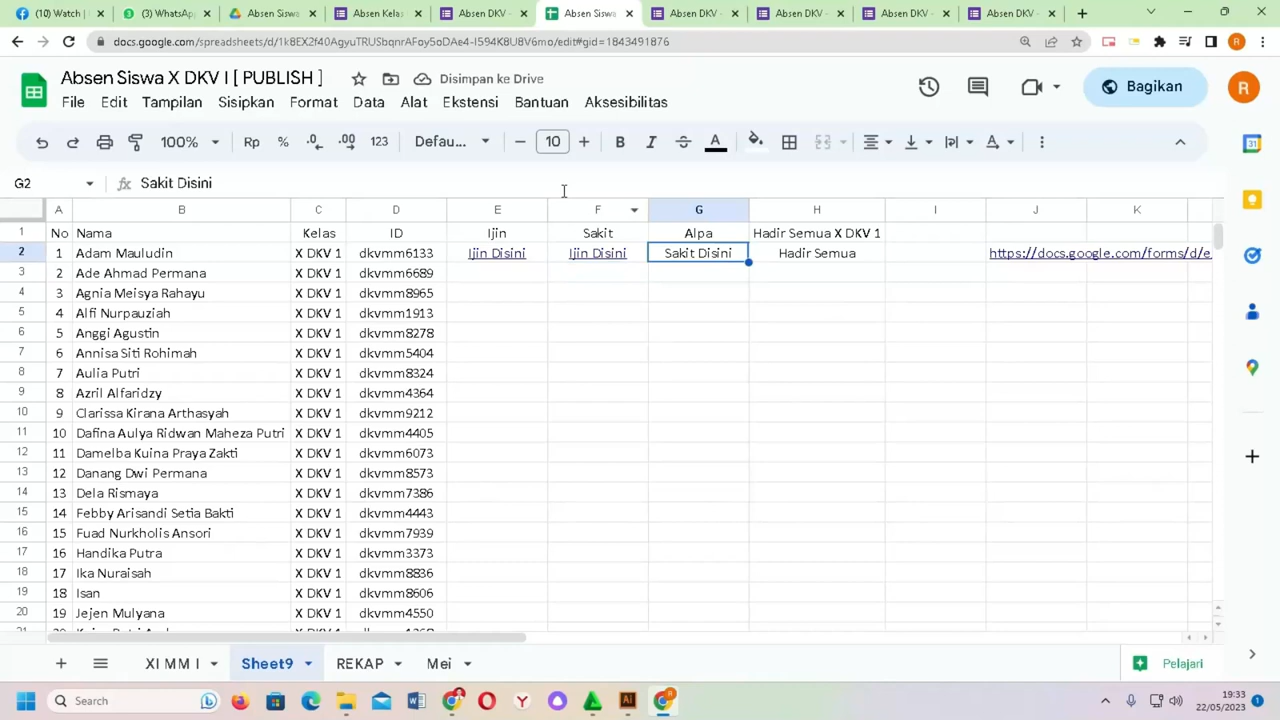 Watch
(3) WhatsApp
Absen Siswa
Absen Kelas
Absen DKV -
Absen Siswa
Absen DKV -
Absen DKV -
Absen DKV -
Absen DKV
docs.google.com/spreadsheets/d/1k8EX2f40AgyuTRUSbqnrAFoy5oDAe4-I594K8U8V6mo/edit#gid=1843491876
Absen Siswa X DKV I [ PUBLISH ]
Disimpan ke Drive
File Edit Tampilan Sisipkan Format Data Alat Ekstensi Bantuan Aksesibilitas
Bagikan
R
100% Rp % .0 .00 123 Defau... 10 B I S A
G2 fx Sakit Disini
A B C D E F G H I J K
1 No Nama Kelas ID Ijin Sakit Alpa Hadir Semua X DKV 1
2 1 Adam Mauludin X DKV 1 dkvmm6133 Ijin Disini Ijin Disini Sakit Disini Hadir Semua https://docs.google.com/forms/d/e
3 2 Ade Ahmad Permana X DKV 1 dkvmm6689
4 3 Agnia Meisya Rahayu X DKV 1 dkvmm8965
5 4 Alfi Nurpauziah X DKV 1 dkvmm1913
6 5 Anggi Agustin X DKV 1 dkvmm8278
7 6 Annisa Siti Rohimah X DKV 1 dkvmm5404
8 7 Aulia Putri X DKV 1 dkvmm8324
9 8 Azril Alfaridzy X DKV 1 dkvmm4364
10 9 Clarissa Kirana Arthasyah X DKV 1 dkvmm9212
11 10 Dafina Aulya Ridwan Maheza Putri X DKV 1 dkvmm4405
12 11 Damelba Kuina Praya Zakti X DKV 1 dkvmm6073
13 12 Danang Dwi Permana X DKV 1 dkvmm8573
14 13 Dela Rismaya X DKV 1 dkvmm7386
15 14 Febby Arisandi Setia Bakti X DKV 1 dkvmm4443
16 15 Fuad Nurkholis Ansori X DKV 1 dkvmm7939
17 16 Handika Putra X DKV 1 dkvmm3373
18 17 Ika Nuraisah X DKV 1 dkvmm8836
19 18 Isan X DKV 1 dkvmm8606
20 19 Jejen Mulyana X DKV 1 dkvmm4550
XI MM I Sheet9 REKAP Mei
Pelajari
Search
19:33
22/05/2023